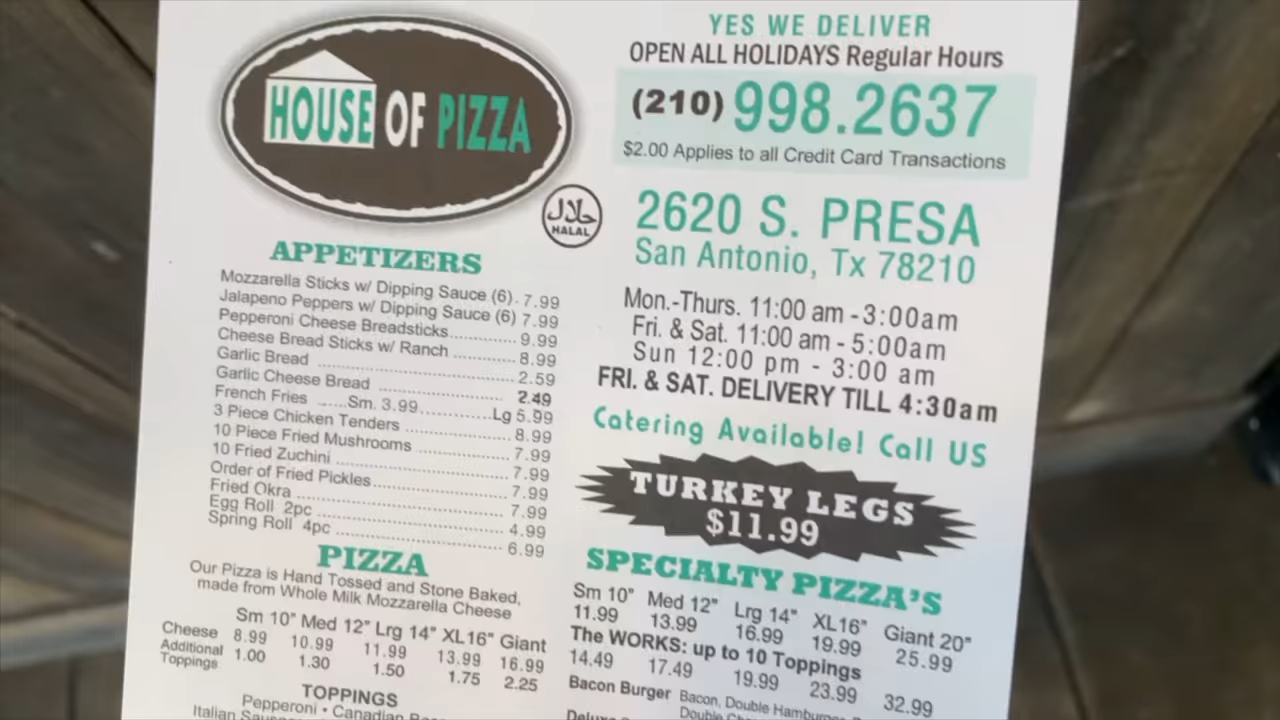 HOUSE OF PIZZA
حلال
HALAL
YES WE DELIVER
OPEN ALL HOLIDAYS Regular Hours
(210) 998.2637
$2.00 Applies to all Credit Card Transactions
2620 S. PRESA
San Antonio, Tx 78210
Mon.-Thurs. 11:00 am - 3:00am
Fri. & Sat. 11:00 am - 5:00am
Sun 12:00 pm - 3:00 am
FRI. & SAT. DELIVERY TILL 4:30am
Catering Available! Call US
TURKEY LEGS
$11.99
APPETIZERS
Mozzarella Sticks w/ Dipping Sauce (6). 7.99
Jalapeno Peppers w/ Dipping Sauce (6) 7.99
Pepperoni Cheese Breadsticks............. 9.99
Cheese Bread Sticks w/ Ranch ............ 8.99
Garlic Bread ........................................ 2.59
Garlic Cheese Bread ......................... 2.49
French Fries ......Sm. 3.99..............Lg 5.99
3 Piece Chicken Tenders .................... 8.99
10 Piece Fried Mushrooms ................. 7.99
10 Fried Zuchini ................................. 7.99
Order of Fried Pickles......................... 7.99
Fried Okra ......................................... 7.99
Egg Roll 2pc ..................................... 4.99
Spring Roll 4pc ................................. 6.99
PIZZA
Our Pizza is Hand Tossed and Stone Baked,
made from Whole Milk Mozzarella Cheese
Sm 10" Med 12" Lrg 14" XL16" Giant
Cheese 8.99 10.99 11.99 13.99 16.99
Additional Toppings 1.00 1.30 1.50 1.75 2.25
TOPPINGS
Pepperoni • Canadian
Italian
SPECIALTY PIZZA'S
Sm 10" Med 12" Lrg 14" XL16" Giant 20"
11.99 13.99 16.99 19.99 25.99
The WORKS: up to 10 Toppings
14.49 17.49 19.99 23.99 32.99
Bacon Burger Bacon, Double Hamburger
Double